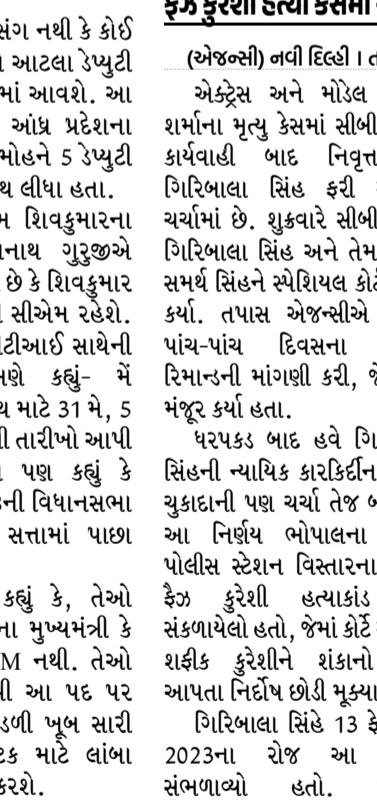 સંગ નથી કે કોઈ
આટલા ડેપ્યુટી
માં આવશે. આ
આંધ્ર પ્રદેશના
મોહને 5 ડેપ્યુટી
થ લીધા હતા.
મ શિવકુમારના
નાથ ગુરુજીએ
છે કે શિવકુમાર
સીએમ રહેશે.
ટીઆઈ સાથેની
મણે કહ્યું- મેં
થ માટે 31 મે, 5
ની તારીખો આપી
પણ કહ્યું કે
ની વિધાનસભા
સત્તામાં પાછા
કહ્યું કે, તેઓ
ના મુખ્યમંત્રી કે
M નથી. તેઓ
ી આ પદ પર
ડળી ખૂબ સારી
ટક માટે લાંબા
કરશે.
ફૈઝ કુરેશી હત્યા કેસમાં
(એજન્સી) નવી દિલ્હી । ત
એક્ટ્રેસ અને મોડેલ
શર્માના મૃત્યુ કેસમાં સીબી
કાર્યવાહી બાદ નિવૃત્ત
ગિરિબાલા સિંહ ફરી
ચર્ચામાં છે. શુક્રવારે સીબી
ગિરિબાલા સિંહ અને તેમ
સમર્થ સિંહને સ્પેશિયલ કોર્ટ
કર્યા. તપાસ એજન્સીએ
પાંચ-પાંચ દિવસના
રિમાન્ડની માંગણી કરી, જે
મંજૂર કર્યા હતા.
ધરપકડ બાદ હવે ગિ
સિંહની ન્યાયિક કારકિર્દીન
ચુકાદાની પણ ચર્ચા તેજ બ
આ નિર્ણય ભોપાલના
પોલીસ સ્ટેશન વિસ્તારના
ફૈઝ કુરેશી હત્યાકાંડ
સંકળાયેલો હતો, જેમાં કોર્ટે
શફીક કુરેશીને શંકાનો
આપતા નિર્દોષ છોડી મૂક્યા
ગિરિબાલા સિંહે 13 ફે
2023ના રોજ આ
સંભળાવ્યો હતો.